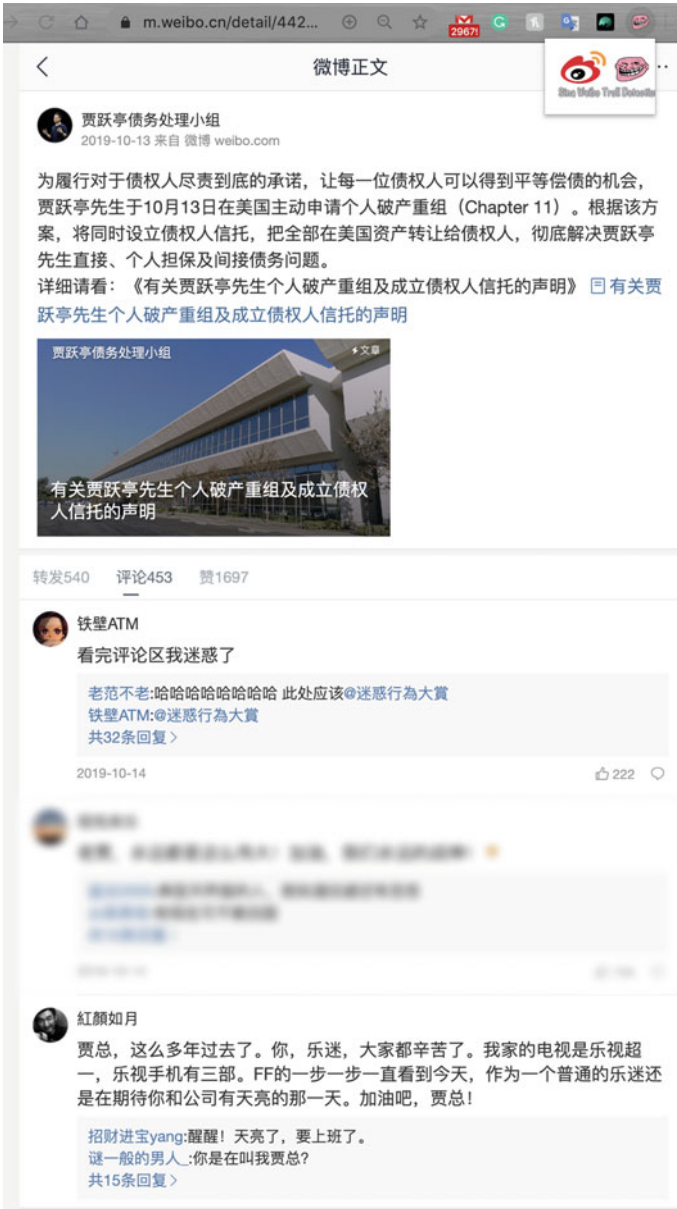 m.weibo.cn/detail/442...
2967!
微博正文
Sina Weibo Troll Detector
贾跃亭债务处理小组
2019-10-13 来自 微博 weibo.com
为履行对于债权人尽责到底的承诺，让每一位债权人可以得到平等偿债的机会，
贾跃亭先生于10月13日在美国主动申请个人破产重组（Chapter 11）。根据该方
案，将同时设立债权人信托，把全部在美国资产转让给债权人，彻底解决贾跃亭
先生直接、个人担保及间接债务问题。
详细请看：《有关贾跃亭先生个人破产重组及成立债权人信托的声明》 有关贾
跃亭先生个人破产重组及成立债权人信托的声明
贾跃亭债务处理小组
文章
有关贾跃亭先生个人破产重组及成立债权
人信托的声明
转发540 评论453 赞1697
铁壁ATM
看完评论区我迷惑了
老范不老:哈哈哈哈哈哈哈哈 此处应该@迷惑行為大賞
铁壁ATM:@迷惑行為大賞
共32条回复>
2019-10-14
222
紅顏如月
贾总，这么多年过去了。你，乐迷，大家都辛苦了。我家的电视是乐视超
一，乐视手机有三部。FF的一步一步一直看到今天，作为一个普通的乐迷还
是在期待你和公司有天亮的那一天。加油吧，贾总！
招财进宝yang:醒醒！天亮了，要上班了。
谜一般的男人_:你是在叫我贾总?
共15条回复>